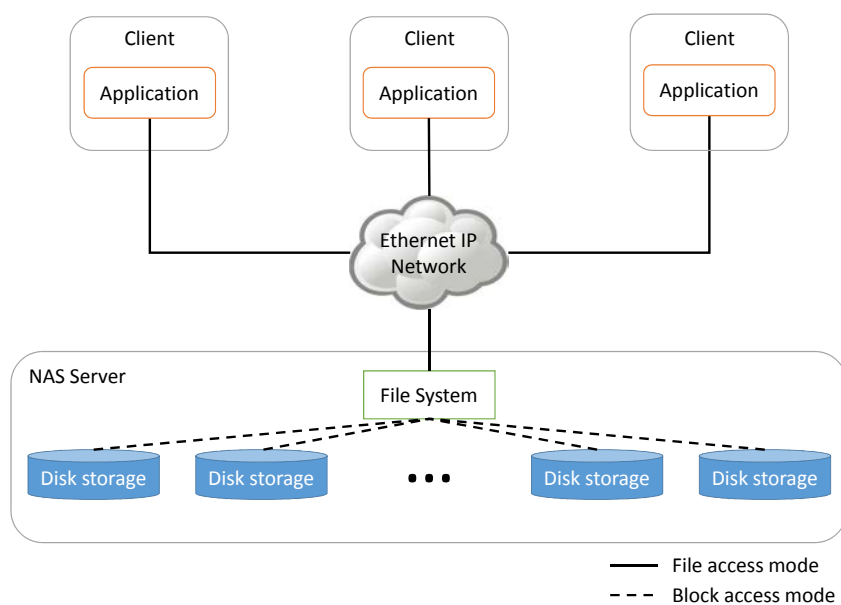 Client
Client
Client
Application
Application
Application
Ethernet IP
Network
NAS Server
File System
Disk storage
Disk storage
Disk storage
Disk storage
File access mode
Block access mode